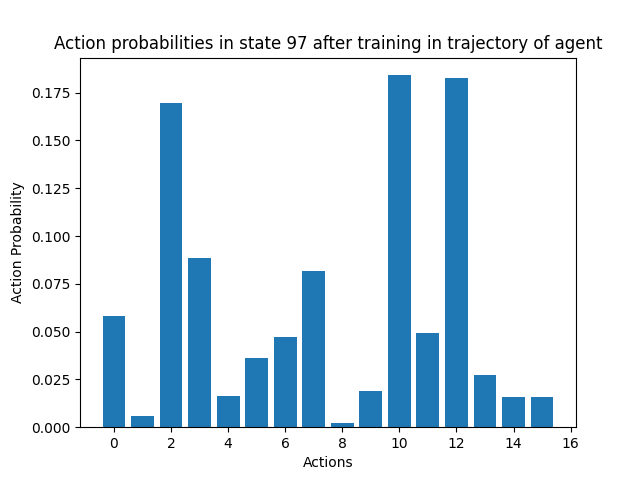 Action probabilities in state 97 after training in trajectory of agent
Action Probability
0.175
0.150
0.125
0.100
0.075
0.050
0.025
0.000
0 2 4 6 8 10 12 14 16
Actions